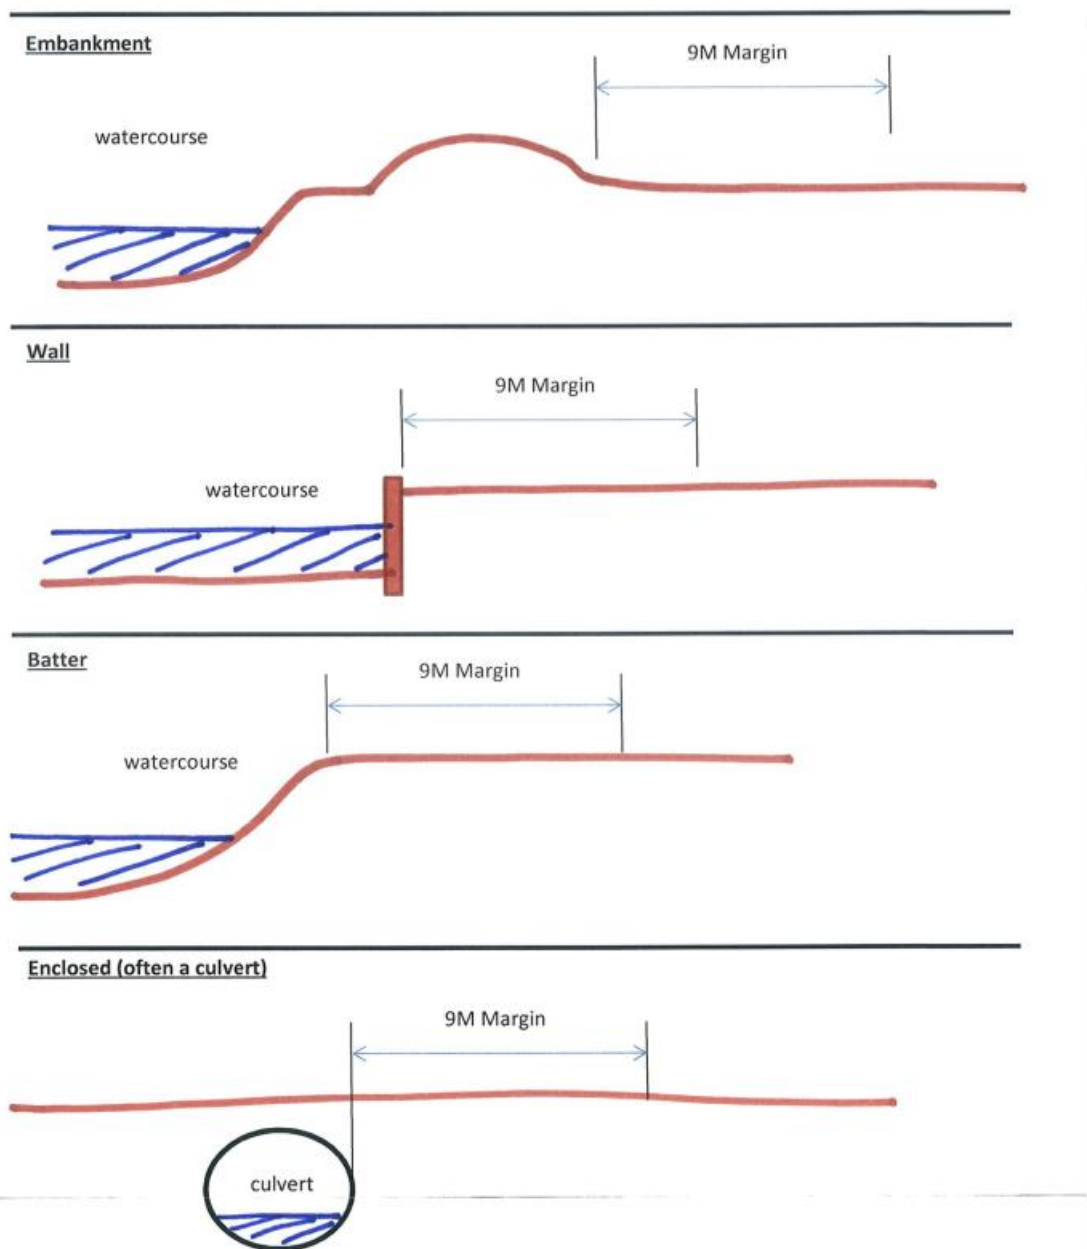 Embankment
9M Margin
watercourse
Wall
9M Margin
watercourse
Batter
9M Margin
watercourse
Enclosed (often a culvert)
9M Margin
culvert